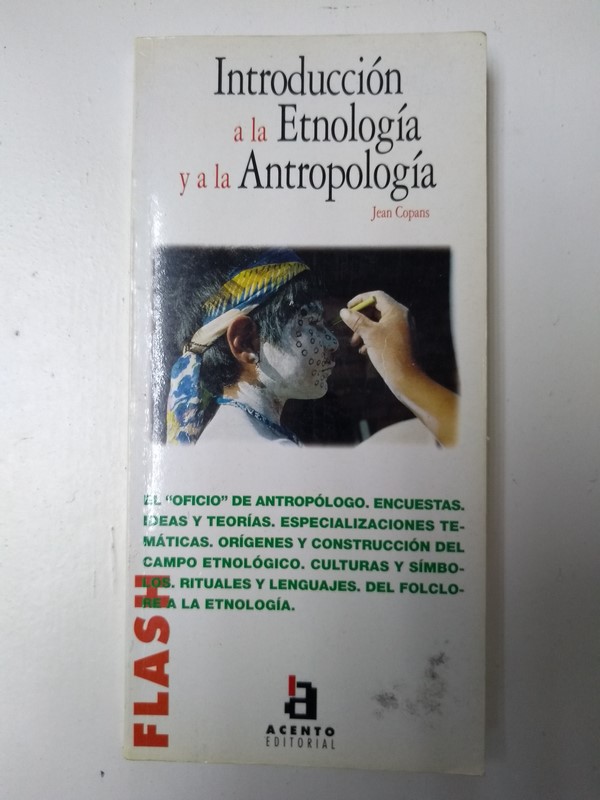 Introducción
a la Etnología
y a la Antropología
Jean Copans
EL "OFICIO" DE ANTROPÓLOGO. ENCUESTAS.
IDEAS Y TEORÍAS. ESPECIALIZACIONES TE-
MÁTICAS. ORÍGENES Y CONSTRUCCIÓN DEL
CAMPO ETNOLÓGICO. CULTURAS Y SÍMBO-
LOS. RITUALES Y LENGUAJES. DEL FOLCLO-
RE A LA ETNOLOGÍA.
FLASH
a
ACENTO
EDITORIAL